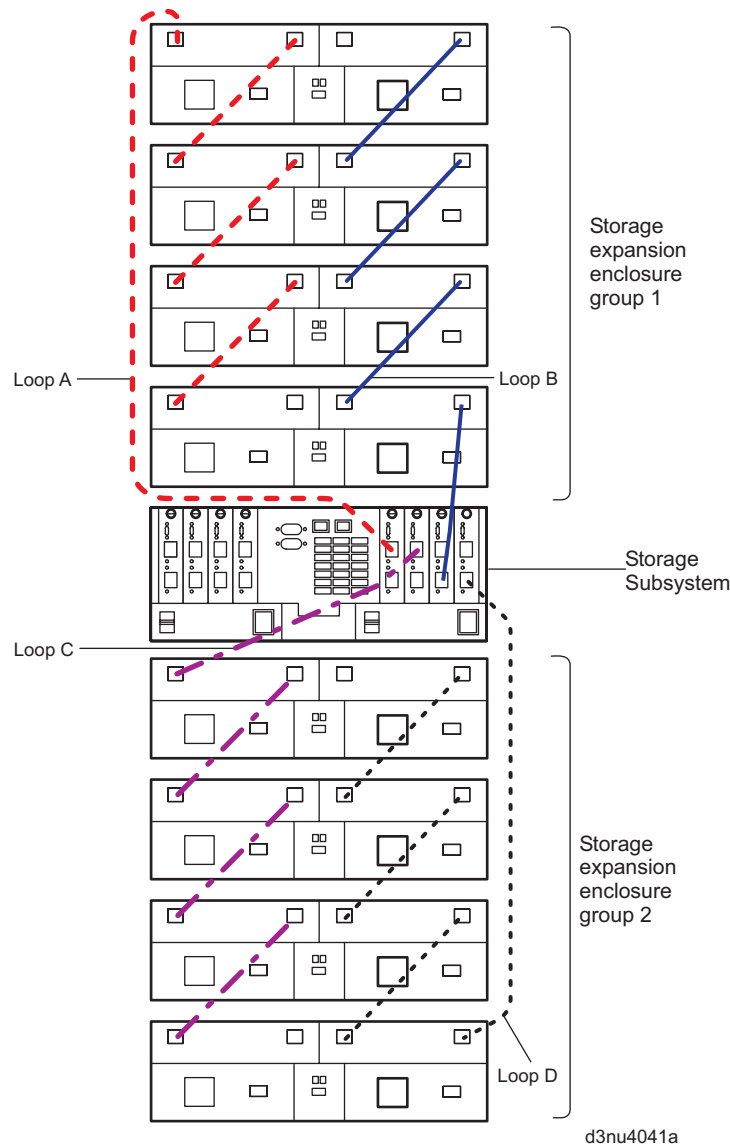 Storage
expansion
enclosure
group 1
Loop A
Loop B
Storage
Subsystem
Loop C
Storage
expansion
enclosure
group 2
Loop D
d3nu4041a